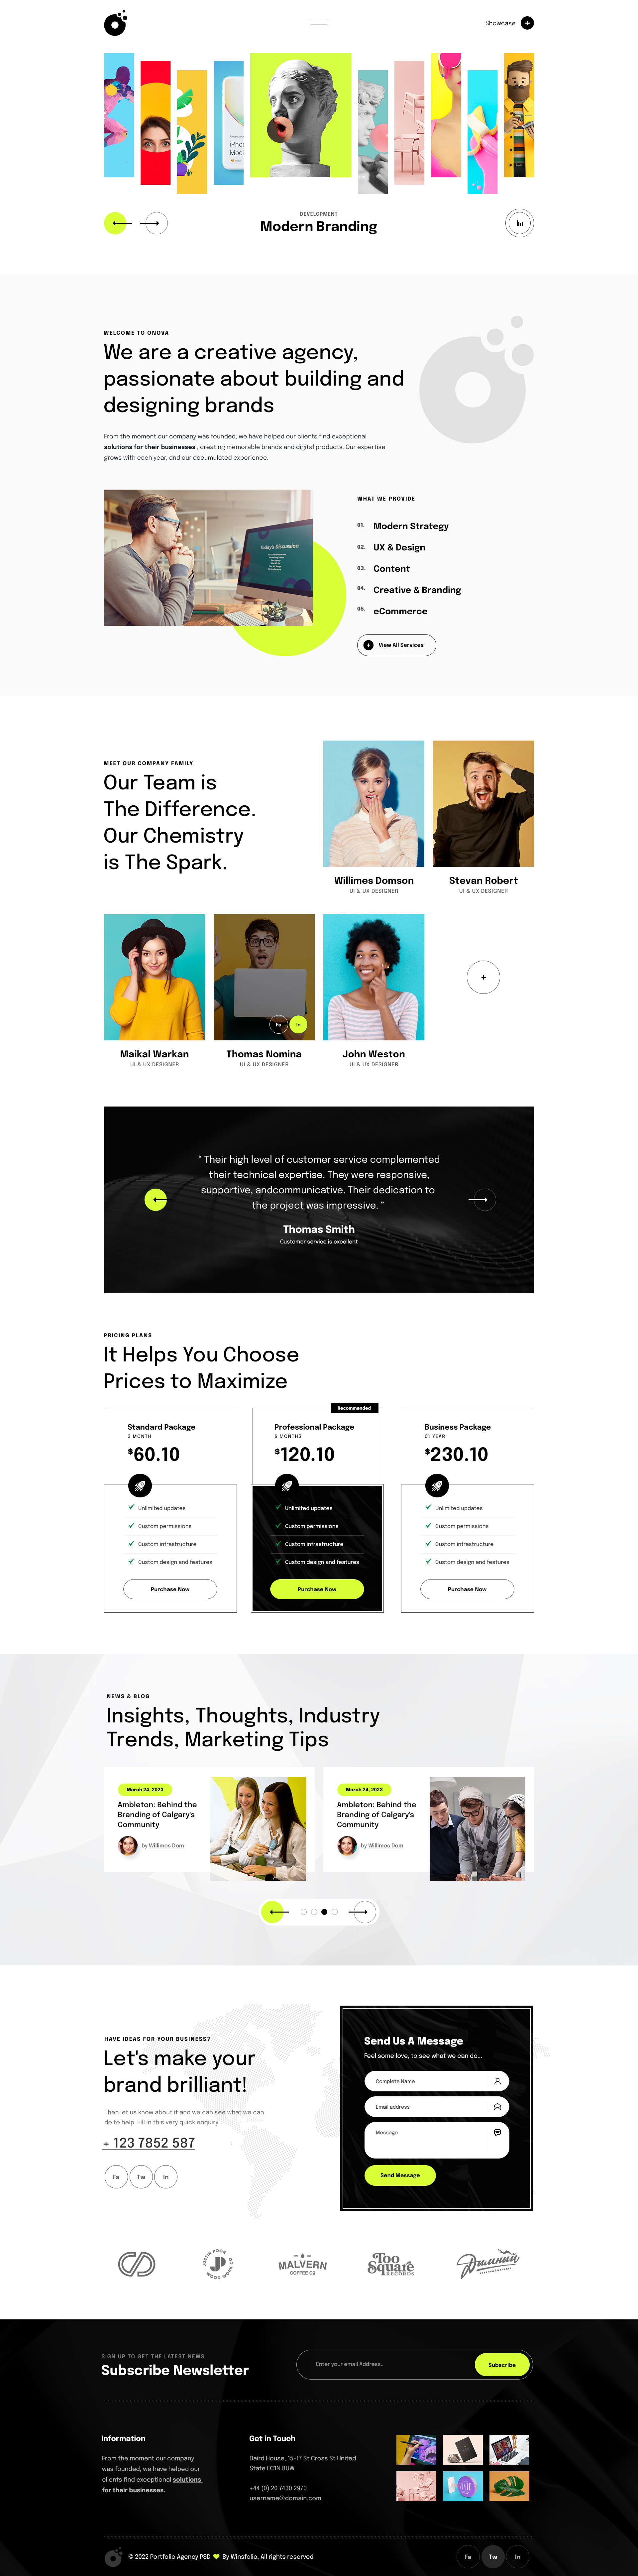 Showcase
iPhon
Mock
DEVELOPMENT
Modern Branding
WELCOME TO ONOVA
We are a creative agency,
passionate about building and
designing brands
From the moment our company was founded, we have helped our clients find exceptional
solutions for their businesses , creating memorable brands and digital products. Our expertise
grows with each year, and our accumulated experience.
Today's Discussion
WHAT WE PROVIDE
01. Modern Strategy
02. UX & Design
03. Content
04. Creative & Branding
05. eCommerce
View All Services
MEET OUR COMPANY FAMILY
Our Team is
The Difference.
Our Chemistry
is The Spark.
Willimes Domson
UI & UX DESIGNER
Stevan Robert
UI & UX DESIGNER
Fa In
Maikal Warkan
UI & UX DESIGNER
Thomas Nomina
UI & UX DESIGNER
John Weston
UI & UX DESIGNER
" Their high level of customer service complemented
their technical expertise. They were responsive,
supportive, andcommunicative. Their dedication to
the project was impressive. "
Thomas Smith
Customer service is excellent
PRICING PLANS
It Helps You Choose
Prices to Maximize
Standard Package
3 MONTH
$60.10
Unlimited updates
Custom permissions
Custom infrastructure
Custom design and features
Purchase Now
Recommended
Professional Package
6 MONTHS
$120.10
Unlimited updates
Custom permissions
Custom infrastructure
Custom design and features
Purchase Now
Business Package
01 YEAR
$230.10
Unlimited updates
Custom permissions
Custom infrastructure
Custom design and features
Purchase Now
NEWS & BLOG
Insights, Thoughts, Industry
Trends, Marketing Tips
March 24, 2023
Ambleton: Behind the
Branding of Calgary's
Community
by Willimes Dom
March 24, 2023
Ambleton: Behind the
Branding of Calgary's
Community
by Willimes Dom
HAVE IDEAS FOR YOUR BUSINESS?
Let's make your
brand brilliant!
Then let us know about it and we can see what we can
do to help. Fill in this very quick enquiry.
+ 123 7852 587
Fa Tw In
Send Us A Message
Feel some love, to see what we can do...
Complete Name
Email address
Message
Send Message
JUSTIN POON
JP
WOOD WORK CO
MALVERN
COFFEE CO
Too
Square
RECORDS
SIGN UP TO GET THE LATEST NEWS
Subscribe Newsletter
Enter your email Address..
Subscribe
Information
From the moment our company
was founded, we have helped our
clients find exceptional solutions
for their businesses.
Get in Touch
Baird House, 15-17 St Cross St United
State EC1N 8UW
+44 (0) 20 7430 2973
username@domain.com
© 2022 Portfolio Agency PSD By Winsfolio, All rights reserved
Fa Tw In